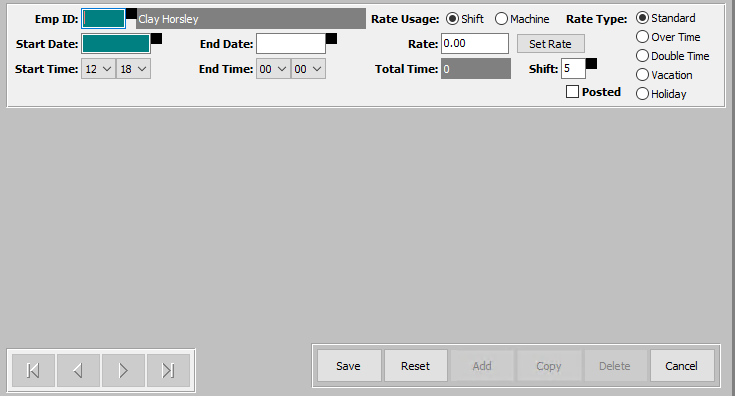 Emp ID: Clay Horsley Rate Usage: Shift Machine Rate Type: Standard
Over Time
Start Date: End Date: Rate: 0.00 Set Rate
Double Time
Start Time: 12 18 End Time: 00 00 Total Time: 0 Shift: 5
Vacation
Posted Holiday
Save Reset Add Copy Delete Cancel